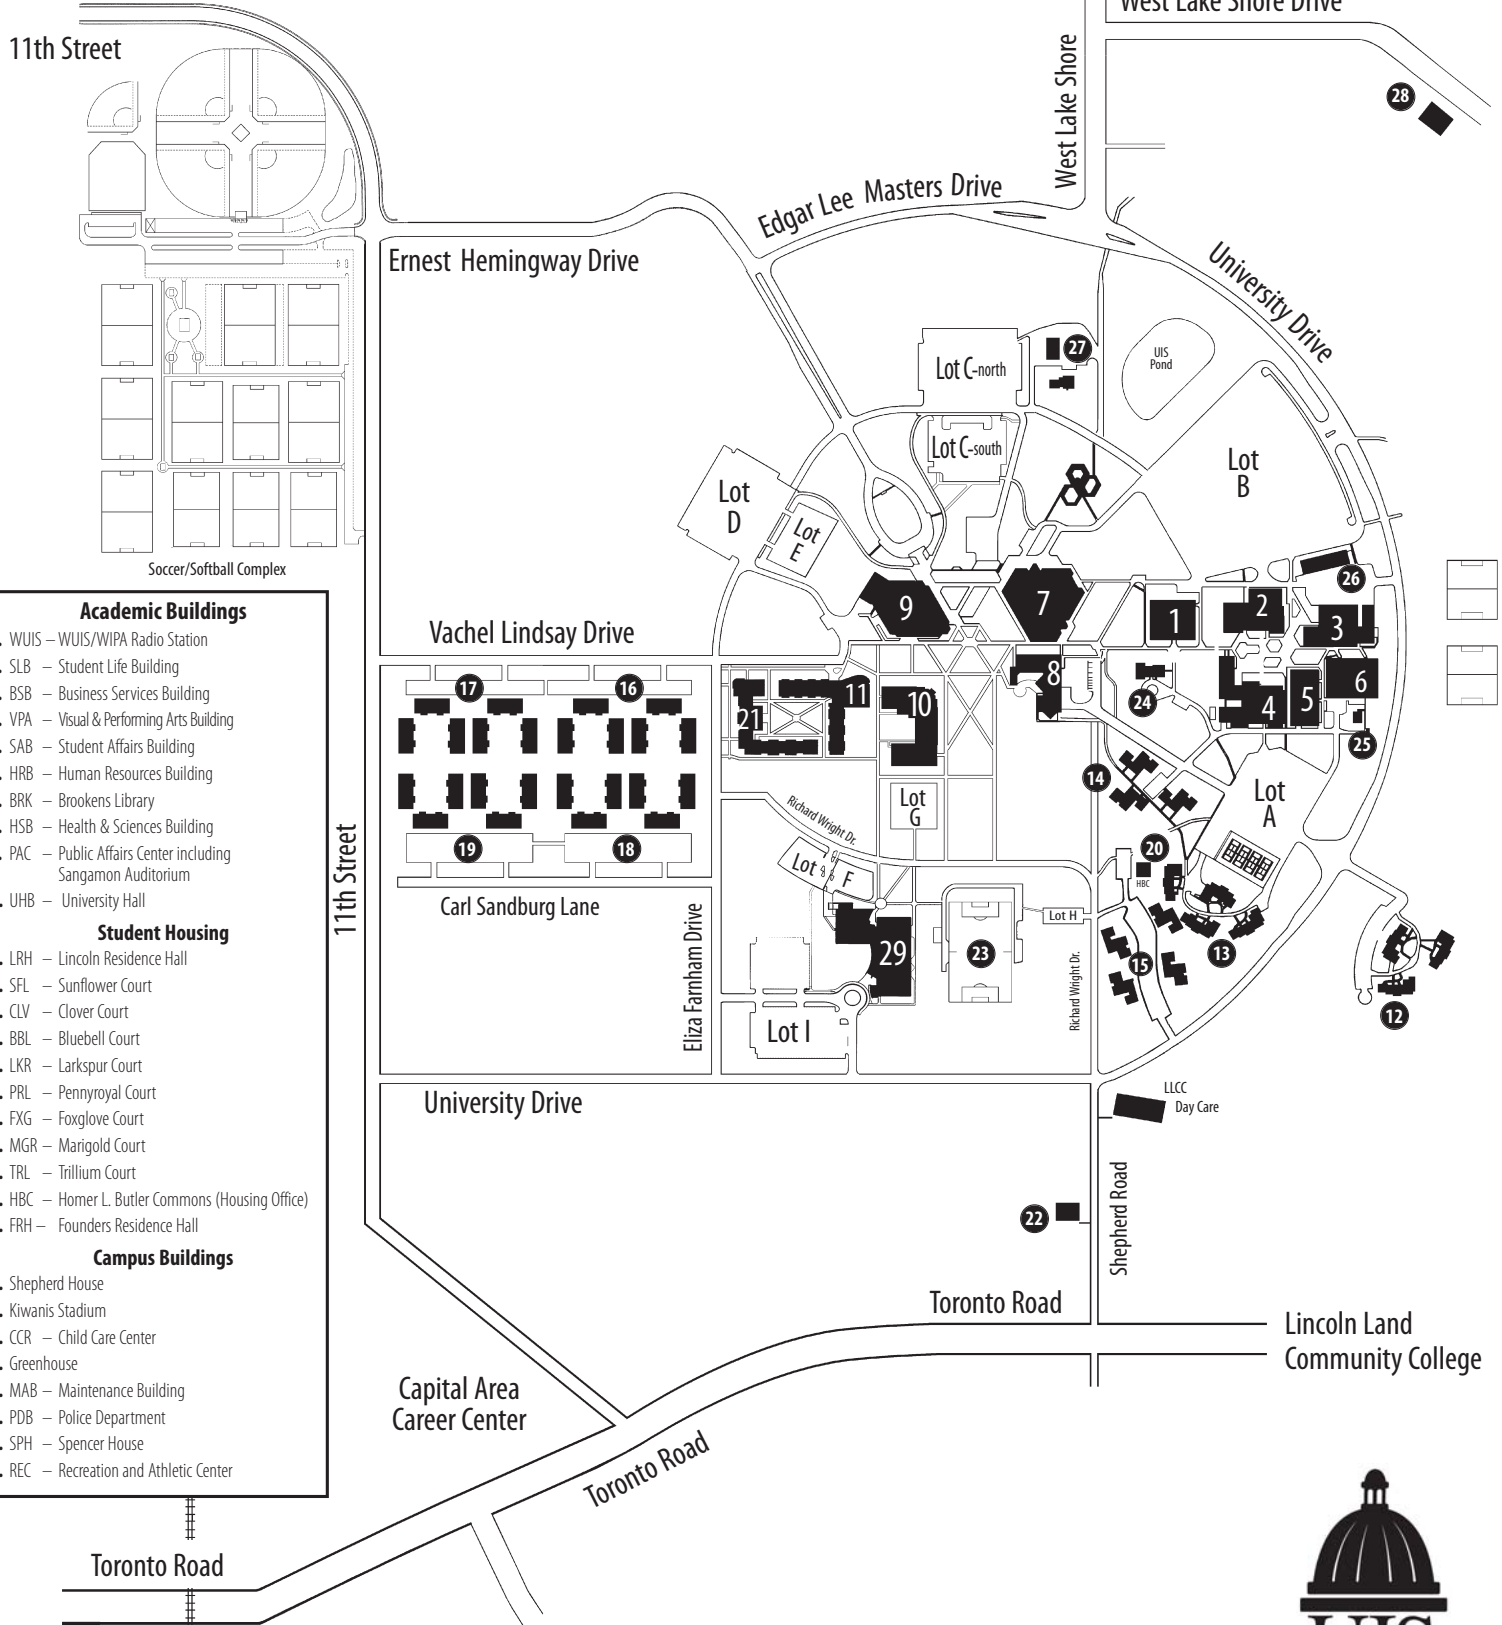 West Lake Shore Drive
11th Street
West Lake Shore
28
Edgar Lee Masters Drive
Ernest Hemingway Drive
University Drive
27
UIS
Pond
Lot C-north
Lot C-south
Lot
B
Lot
D
Lot
E
Soccer/Softball Complex
26
9
7
1
2
3
Vachel Lindsay Drive
8
6
17
16
11
10
21
24
4
5
25
14
Lot
A
Lot
G
Richard Wright Dr.
20
HBC
19
18
Lot F
Carl Sandburg Lane
11th Street
Eliza Farnham Drive
Lot H
29
23
13
15
Richard Wright Dr.
12
Lot I
University Drive
LLCC
Day Care
22
Shepherd Road
Toronto Road
Lincoln Land
Community College
Capital Area
Career Center
Toronto Road
Toronto Road
Academic Buildings
. WUIS – WUIS/WIPA Radio Station
. SLB – Student Life Building
. BSB – Business Services Building
. VPA – Visual & Performing Arts Building
. SAB – Student Affairs Building
. HRB – Human Resources Building
. BRK – Brookens Library
. HSB – Health & Sciences Building
. PAC – Public Affairs Center including
Sangamon Auditorium
. UHB – University Hall
Student Housing
. LRH – Lincoln Residence Hall
. SFL – Sunflower Court
. CLV – Clover Court
. BBL – Bluebell Court
. LKR – Larkspur Court
. PRL – Pennyroyal Court
. FXG – Foxglove Court
. MGR – Marigold Court
. TRL – Trillium Court
. HBC – Homer L. Butler Commons (Housing Office)
. FRH – Founders Residence Hall
Campus Buildings
. Shepherd House
. Kiwanis Stadium
. CCR – Child Care Center
. Greenhouse
. MAB – Maintenance Building
. PDB – Police Department
. SPH – Spencer House
. REC – Recreation and Athletic Center
UIS